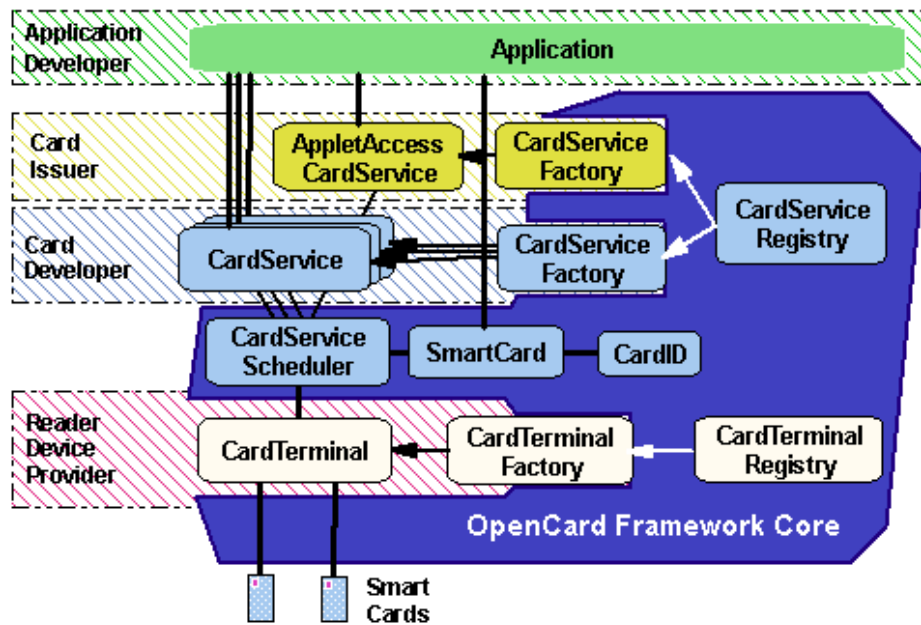 Application
Developer
Application
Card
Issuer
AppletAccess
CardService
CardService
Factory
CardService
Registry
Card
Developer
CardService
CardService
Factory
CardService
Scheduler
SmartCard
CardID
Reader
Device
Provider
CardTerminal
CardTerminal
Factory
CardTerminal
Registry
OpenCard Framework Core
Smart
Cards